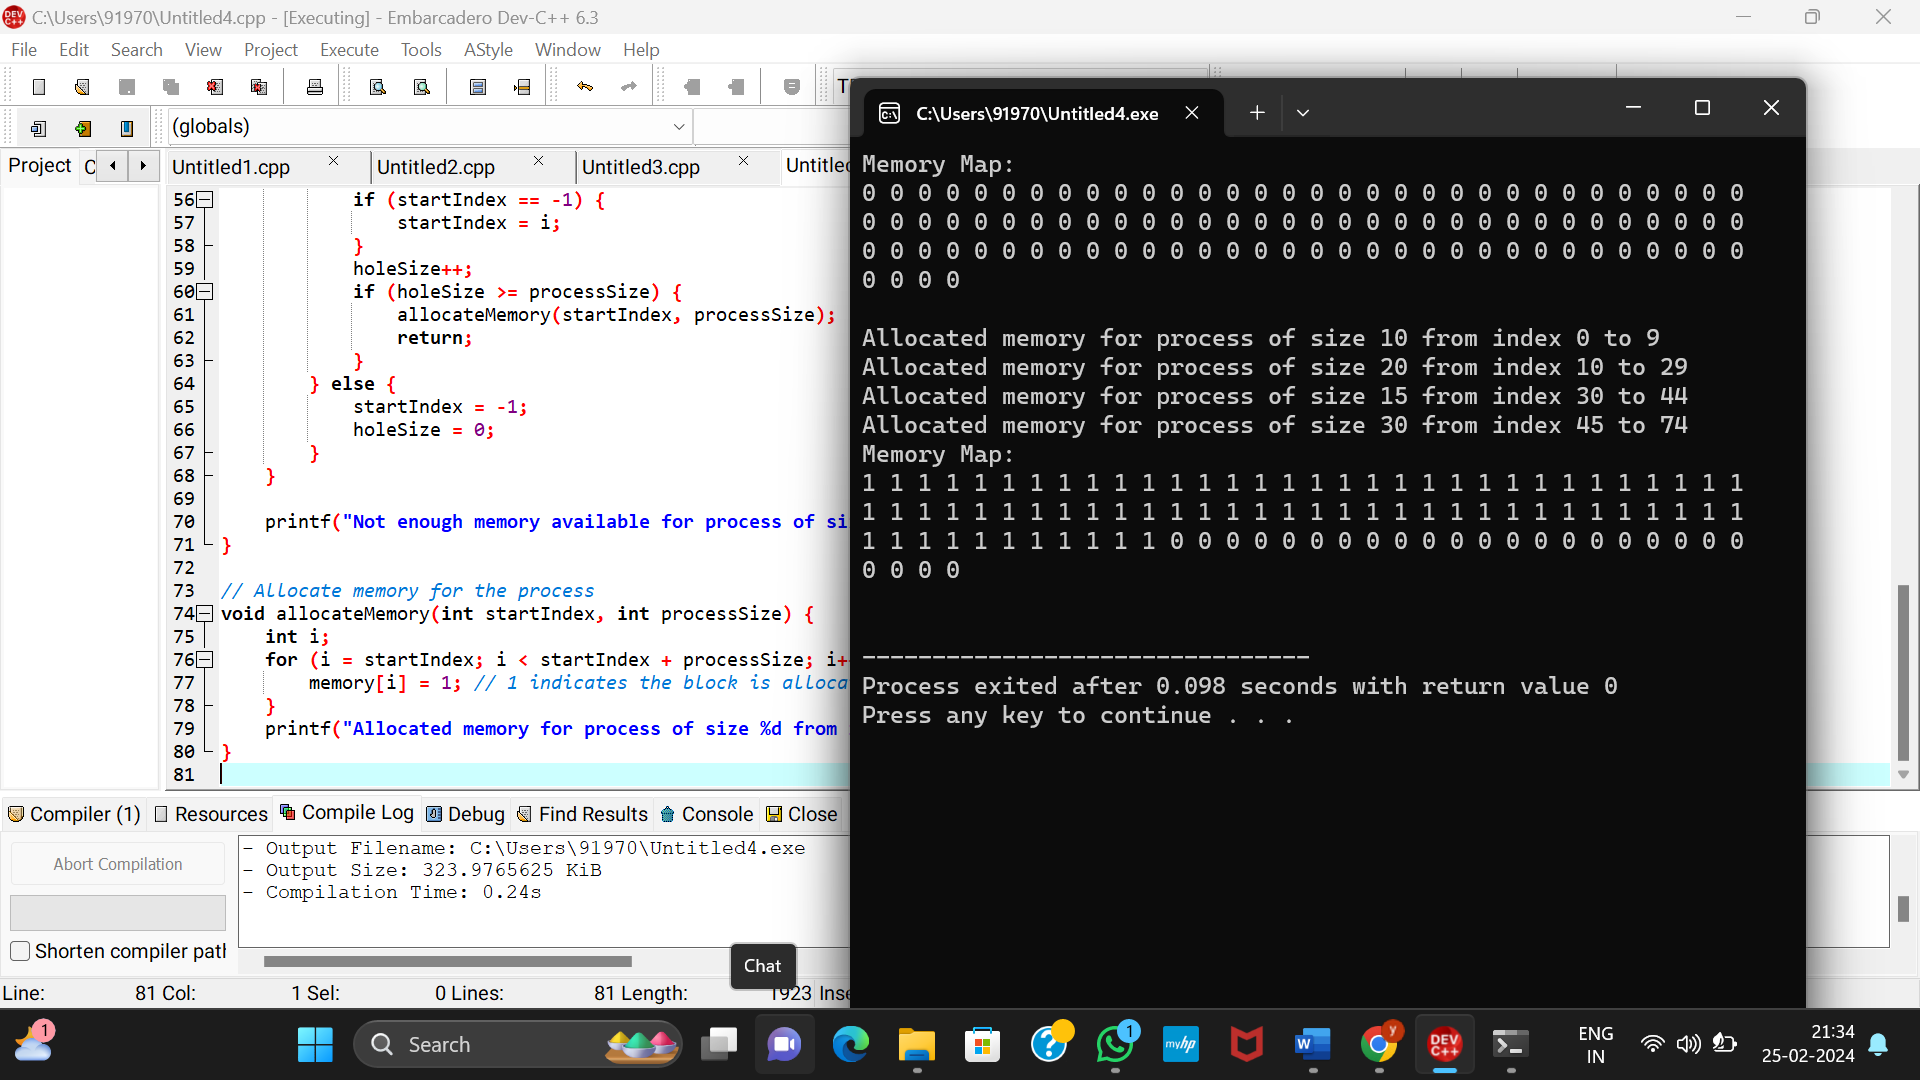 C:\Users\91970\Untitled4.cpp - [Executing] - Embarcadero Dev-C++ 6.3
File Edit Search View Project Execute Tools AStyle Window Help
(globals)
Project
Untitled1.cpp
Untitled2.cpp
Untitled3.cpp
56 if (startIndex == -1) {
57 startIndex = i;
58 }
59 holeSize++;
60 if (holeSize >= processSize) {
61 allocateMemory(startIndex, processSize);
62 return;
63 }
64 } else {
65 startIndex = -1;
66 holeSize = 0;
67 }
68 }
69
70 printf("Not enough memory available for process of si
71 }
72
73 // Allocate memory for the process
74 void allocateMemory(int startIndex, int processSize) {
75 int i;
76 for (i = startIndex; i < startIndex + processSize; i+
77 memory[i] = 1; // 1 indicates the block is alloca
78 }
79 printf("Allocated memory for process of size %d from
80 }
81
C:\Users\91970\Untitled4.exe
Memory Map:
0 0 0 0 0 0 0 0 0 0 0 0 0 0 0 0 0 0 0 0 0 0 0 0 0 0 0 0 0 0 0 0
0 0 0 0 0 0 0 0 0 0 0 0 0 0 0 0 0 0 0 0 0 0 0 0 0 0 0 0 0 0 0 0
0 0 0 0 0 0 0 0 0 0 0 0 0 0 0 0 0 0 0 0 0 0 0 0 0 0 0 0 0 0 0 0
0 0 0 0
Allocated memory for process of size 10 from index 0 to 9
Allocated memory for process of size 20 from index 10 to 29
Allocated memory for process of size 15 from index 30 to 44
Allocated memory for process of size 30 from index 45 to 74
Memory Map:
1 1 1 1 1 1 1 1 1 1 1 1 1 1 1 1 1 1 1 1 1 1 1 1 1 1 1 1 1 1 1 1
1 1 1 1 1 1 1 1 1 1 1 1 1 1 1 1 1 1 1 1 1 1 1 1 1 1 1 1 1 1 1 1
1 1 1 1 1 1 1 1 1 1 1 0 0 0 0 0 0 0 0 0 0 0 0 0 0 0 0 0 0 0 0 0
0 0 0 0
--------------------------------
Process exited after 0.098 seconds with return value 0
Press any key to continue . . .
Compiler (1) Resources Compile Log Debug Find Results Console Close
Abort Compilation
Shorten compiler path
- Output Filename: C:\Users\91970\Untitled4.exe
- Output Size: 323.9765625 KiB
- Compilation Time: 0.24s
Chat
Line: 81 Col: 1 Sel: 0 Lines: 81 Length: 1923 Inse
1
Search
1
myhp
W
y
DEV C++
ENG
IN
21:34
25-02-2024